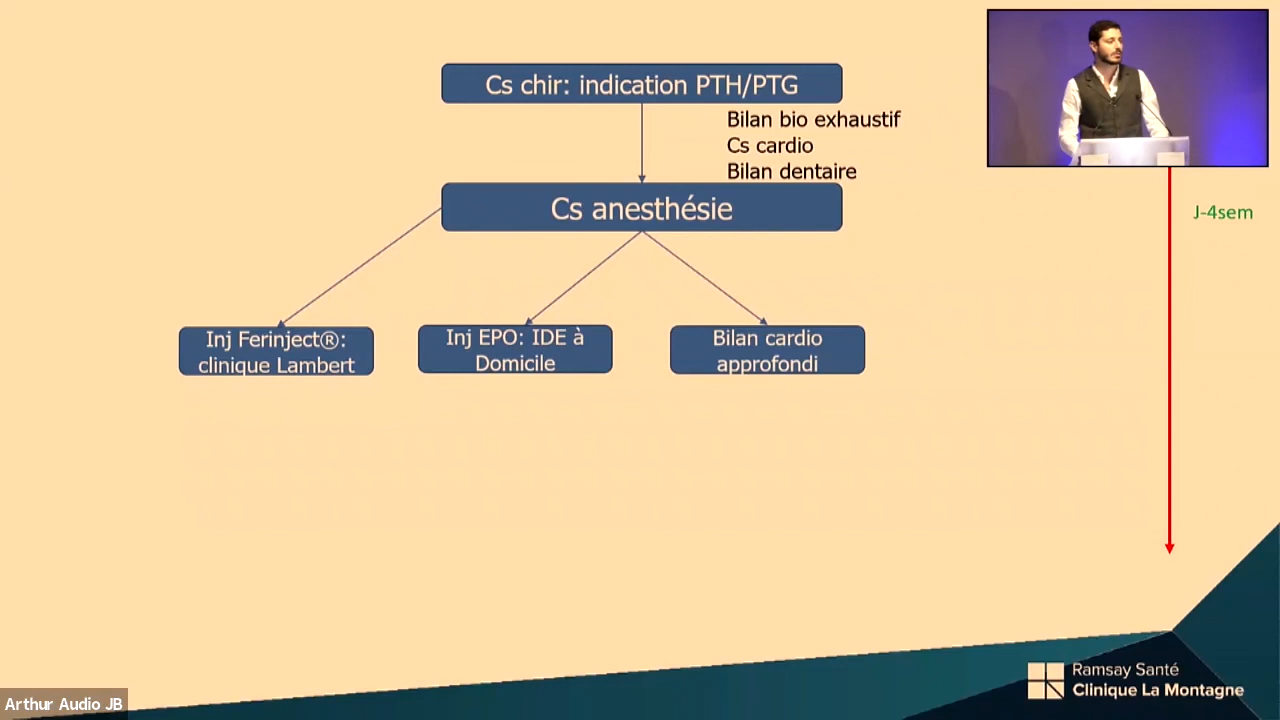 Cs chir: indication PTH/PTG
Bilan bio exhaustif
Cs cardio
Bilan dentaire
Cs anesthésie
J-4sem
Inj Ferinject®:
clinique Lambert
Inj EPO: IDE à
Domicile
Bilan cardio
approfondi
Ramsay Santé
Clinique La Montagne
Arthur Audio JB